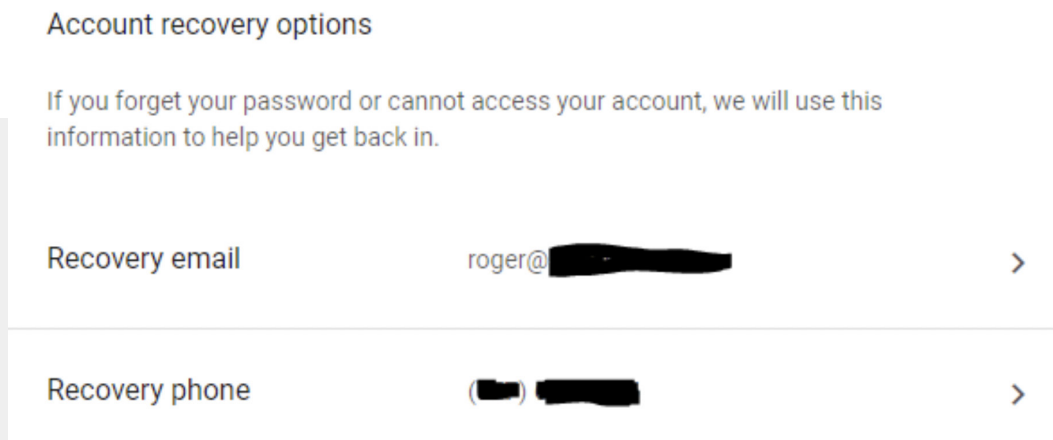 Account recovery options
If you forget your password or cannot access your account, we will use this
information to help you get back in.
Recovery email roger@
Recovery phone ( )